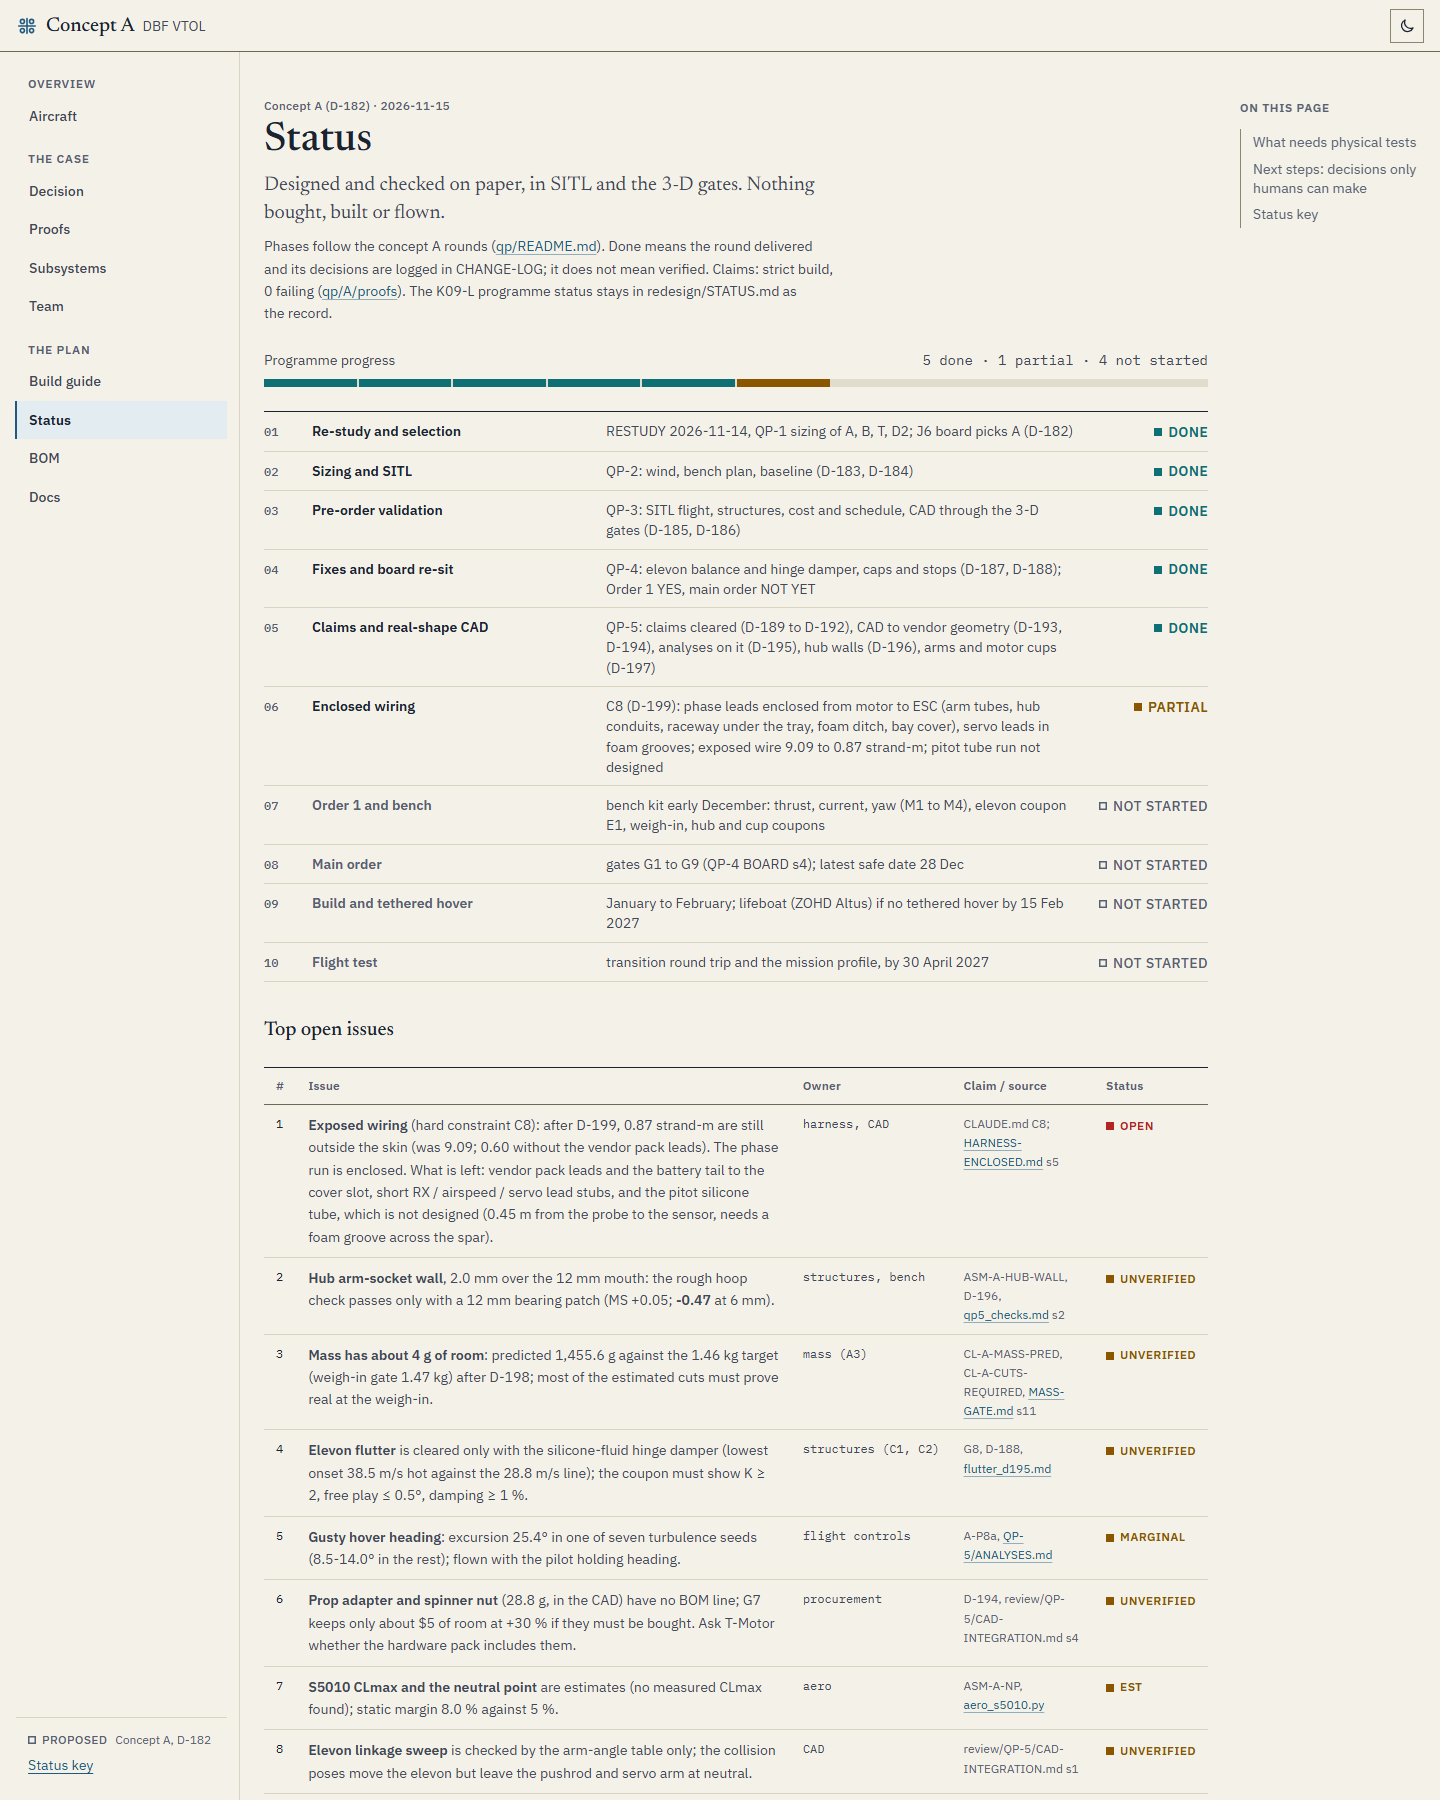 Concept A DBF VTOL
OVERVIEW
Aircraft
THE CASE
Decision
Proofs
Subsystems
Team
THE PLAN
Build guide
Status
BOM
Docs
PROPOSED Concept A, D-182
Status key
Concept A (D-182) · 2026-11-15
Status
Designed and checked on paper, in SITL and the 3-D gates. Nothing
bought, built or flown.
Phases follow the concept A rounds (qp/README.md). Done means the round delivered
and its decisions are logged in CHANGE-LOG; it does not mean verified. Claims: strict build,
0 failing (qp/A/proofs). The K09-L programme status stays in redesign/STATUS.md as
the record.
Programme progress 5 done · 1 partial · 4 not started
01 Re-study and selection RESTUDY 2026-11-14, QP-1 sizing of A, B, T, D2; J6 board picks A (D-182) DONE
02 Sizing and SITL QP-2: wind, bench plan, baseline (D-183, D-184) DONE
03 Pre-order validation QP-3: SITL flight, structures, cost and schedule, CAD through the 3-D DONE
gates (D-185, D-186)
04 Fixes and board re-sit QP-4: elevon balance and hinge damper, caps and stops (D-187, D-188); DONE
Order 1 YES, main order NOT YET
05 Claims and real-shape CAD QP-5: claims cleared (D-189 to D-192), CAD to vendor geometry (D-193, DONE
D-194), analyses on it (D-195), hub walls (D-196), arms and motor cups
(D-197)
06 Enclosed wiring C8 (D-199): phase leads enclosed from motor to ESC (arm tubes, hub PARTIAL
conduits, raceway under the tray, foam ditch, bay cover), servo leads in
foam grooves; exposed wire 9.09 to 0.87 strand-m; pitot tube run not
designed
07 Order 1 and bench bench kit early December: thrust, current, yaw (M1 to M4), elevon coupon NOT STARTED
E1, weigh-in, hub and cup coupons
08 Main order gates G1 to G9 (QP-4 BOARD s4); latest safe date 28 Dec NOT STARTED
09 Build and tethered hover January to February; lifeboat (ZOHD Altus) if no tethered hover by 15 Feb NOT STARTED
2027
10 Flight test transition round trip and the mission profile, by 30 April 2027 NOT STARTED
Top open issues
# Issue Owner Claim / source Status
1 Exposed wiring (hard constraint C8): after D-199, 0.87 strand-m are still harness, CAD CLAUDE.md C8; OPEN
outside the skin (was 9.09; 0.60 without the vendor pack leads). The phase HARNESS-
run is enclosed. What is left: vendor pack leads and the battery tail to the ENCLOSED.md s5
cover slot, short RX / airspeed / servo lead stubs, and the pitot silicone
tube, which is not designed (0.45 m from the probe to the sensor, needs a
foam groove across the spar).
2 Hub arm-socket wall, 2.0 mm over the 12 mm mouth: the rough hoop structures, bench ASM-A-HUB-WALL, UNVERIFIED
check passes only with a 12 mm bearing patch (MS +0.05; -0.47 at 6 mm). D-196,
qp5_checks.md s2
3 Mass has about 4 g of room: predicted 1,455.6 g against the 1.46 kg target mass (A3) CL-A-MASS-PRED, UNVERIFIED
(weigh-in gate 1.47 kg) after D-198; most of the estimated cuts must prove CL-A-CUTS-
real at the weigh-in. REQUIRED, MASS-
GATE.md s11
4 Elevon flutter is cleared only with the silicone-fluid hinge damper (lowest structures (C1, C2) G8, D-188, UNVERIFIED
onset 38.5 m/s hot against the 28.8 m/s line); the coupon must show K ≥ flutter_d195.md
2, free play ≤ 0.5°, damping ≥ 1 %.
5 Gusty hover heading: excursion 25.4° in one of seven turbulence seeds flight controls A-P8a, QP- MARGINAL
(8.5-14.0° in the rest); flown with the pilot holding heading. 5/ANALYSES.md
6 Prop adapter and spinner nut (28.8 g, in the CAD) have no BOM line; G7 procurement D-194, review/QP- UNVERIFIED
keeps only about $5 of room at +30 % if they must be bought. Ask T-Motor 5/CAD-
whether the hardware pack includes them. INTEGRATION.md s4
7 S5010 CLmax and the neutral point are estimates (no measured CLmax aero ASM-A-NP, EST
found); static margin 8.0 % against 5 %. aero_s5010.py
8 Elevon linkage sweep is checked by the arm-angle table only; the collision CAD review/QP-5/CAD- UNVERIFIED
poses move the elevon but leave the pushrod and servo arm at neutral. INTEGRATION.md s1
ON THIS PAGE
What needs physical tests
Next steps: decisions only
humans can make
Status key